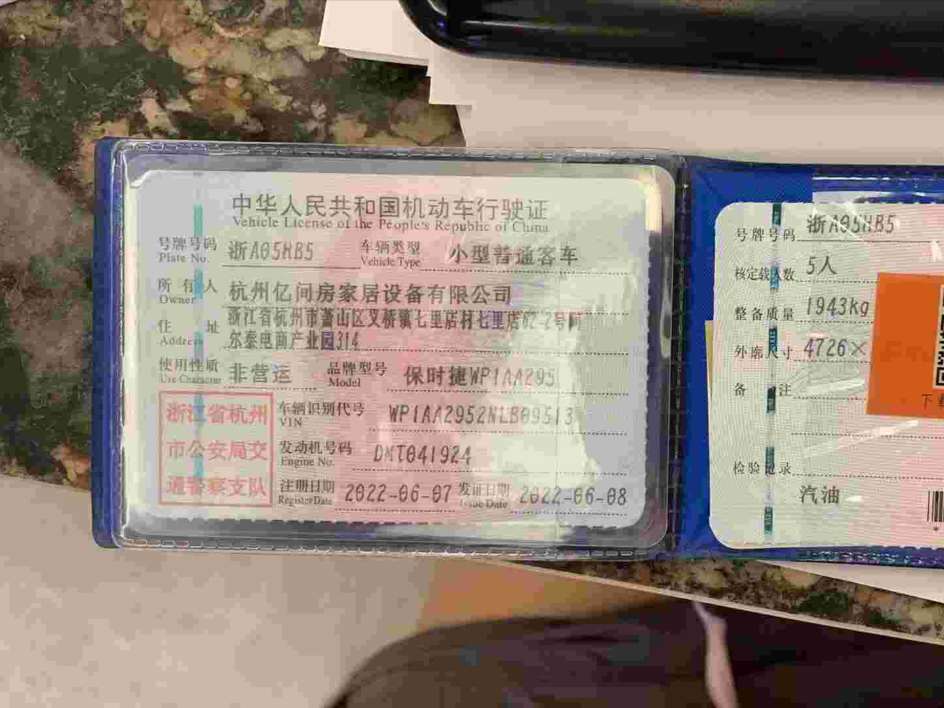 中华人民共和国机动车行驶证
Vehicle License of the People's Republic of China
号牌号码 浙A05HB5 车辆类型 小型普通客车
Plate No. Vehicle Type
所有人 杭州亿间房家居设备有限公司
Owner
住址 浙江省杭州市萧山区义桥镇七里店村七里店62-2号阿
Address 尔泰电商产业园314
使用性质 非营运 品牌型号 保时捷WP1AA295
Use Character Model
浙江省杭州
市公安局交
通警察支队
车辆识别代号 WP1AA2952NLB09513
VIN
发动机号码 DMT041924
Engine No.
注册日期 2022-06-07 发证日期 2022-06-08
Register Date Issue Date
号牌号码 浙A05HB5
核定载人数 5人
整备质量 1943kg
外廓尺寸 4726×
备注
检验记录
汽油
下